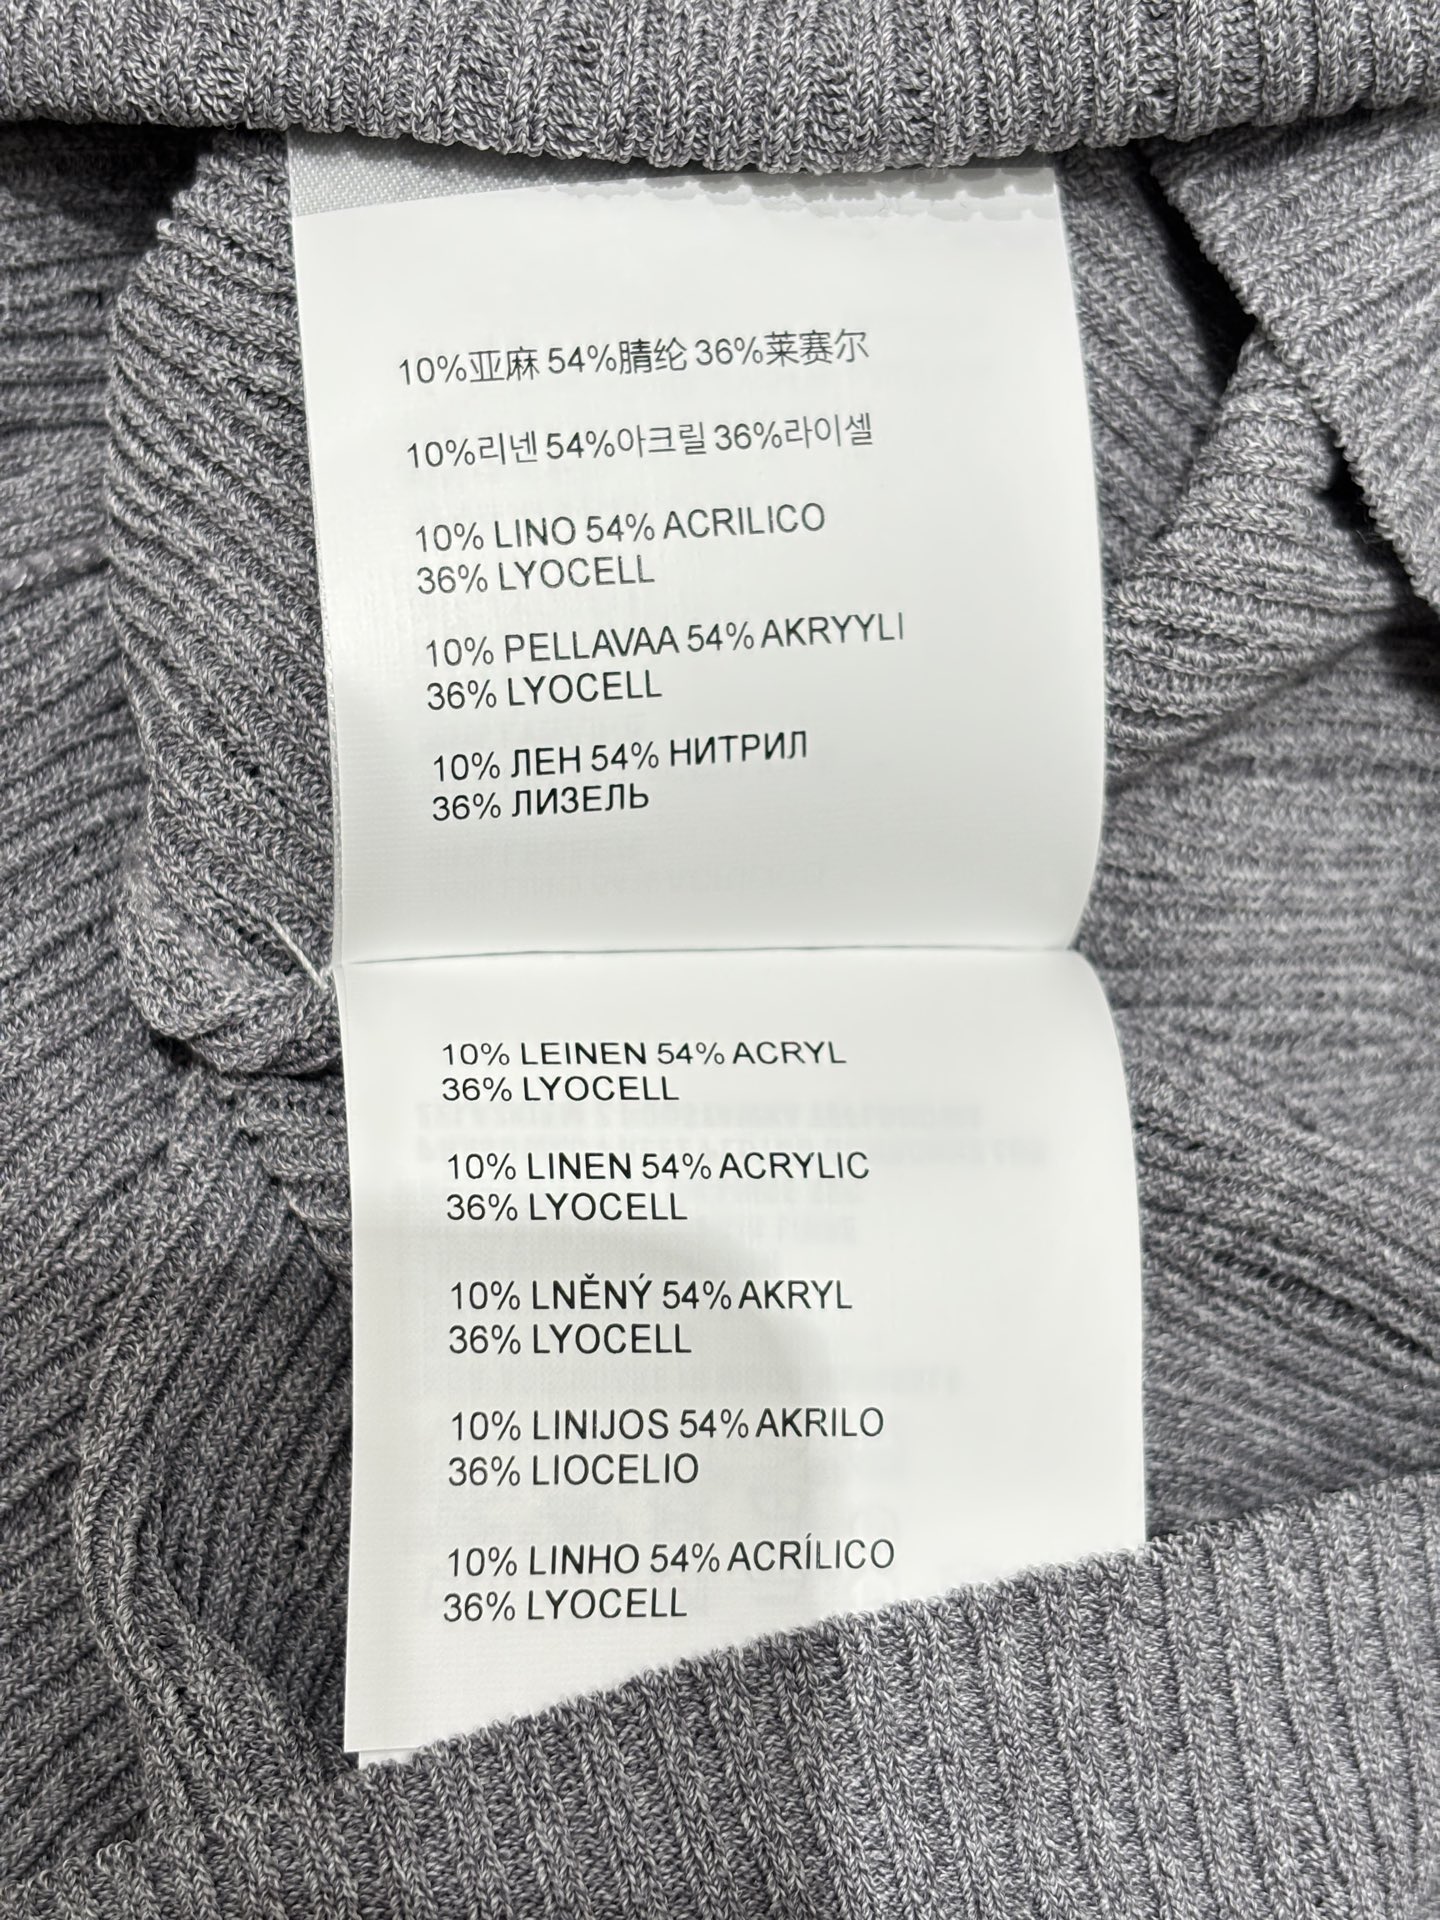 10%亚麻 54%腈纶 36%莱赛尔
10%리넨 54%아크릴 36%라이셀
10% LINO 54% ACRILICO
36% LYOCELL
10% PELLAVAA 54% AKRYYLI
36% LYOCELL
10% ЛЕН 54% НИТРИЛ
36% ЛИЗЕЛЬ
10% LEINEN 54% ACRYL
36% LYOCELL
10% LINEN 54% ACRYLIC
36% LYOCELL
10% LNĚNÝ 54% AKRYL
36% LYOCELL
10% LINIJOS 54% AKRILO
36% LIOCELIO
10% LINHO 54% ACRÍLICO
36% LYOCELL